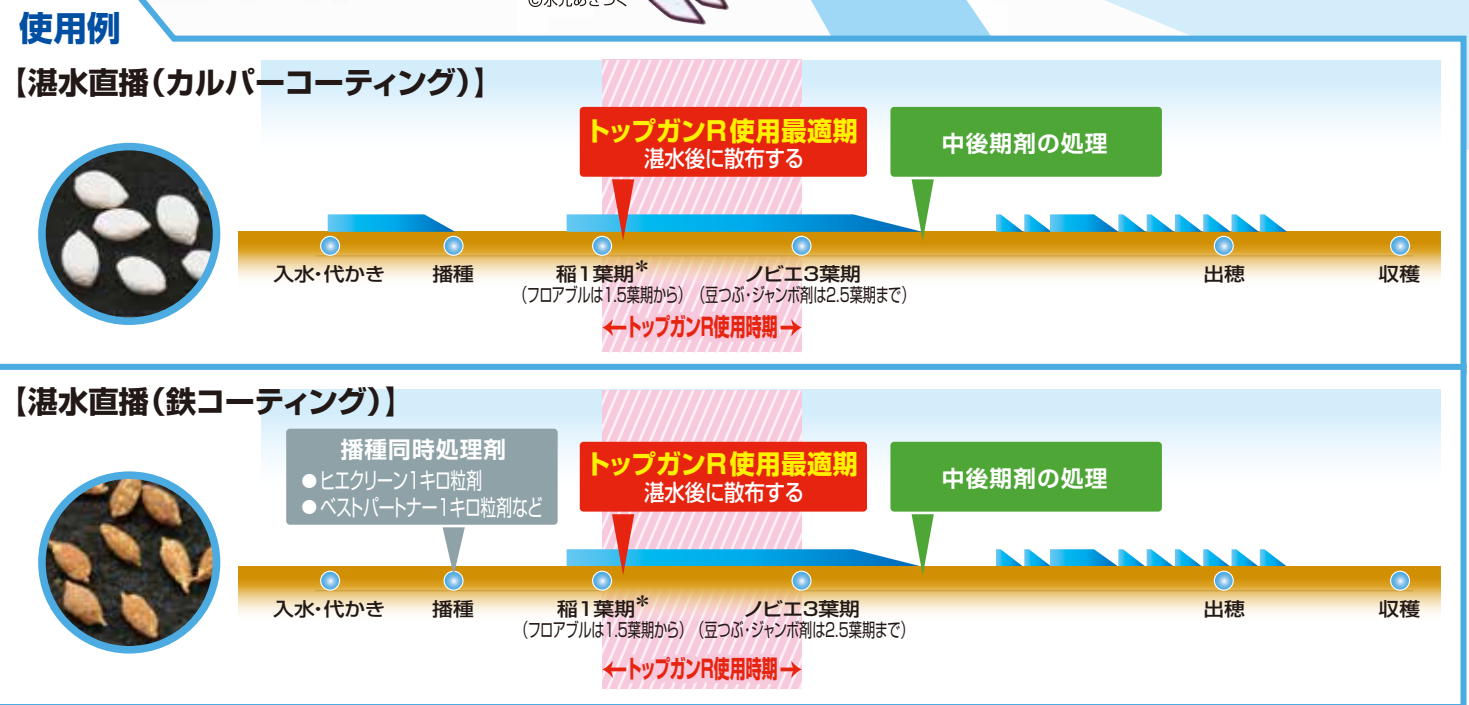 ©水元あきつぐ
使用例
【湛水直播(カルパーコーティング)】
トップガンR使用最適期
湛水後に散布する
中後期剤の処理
入水・代かき
播種
稲1葉期*
(フロアブルは1.5葉期から)
ノビエ3葉期
(豆つぶ・ジャンボ剤は2.5葉期まで)
出穂
収穫
←トップガンR使用時期→
【湛水直播(鉄コーティング)】
播種同時処理剤
●ヒエクリーン1キロ粒剤
●ベストパートナー1キロ粒剤など
トップガンR使用最適期
湛水後に散布する
中後期剤の処理
入水・代かき
播種
稲1葉期*
(フロアブルは1.5葉期から)
ノビエ3葉期
(豆つぶ・ジャンボ剤は2.5葉期まで)
出穂
収穫
←トップガンR使用時期→